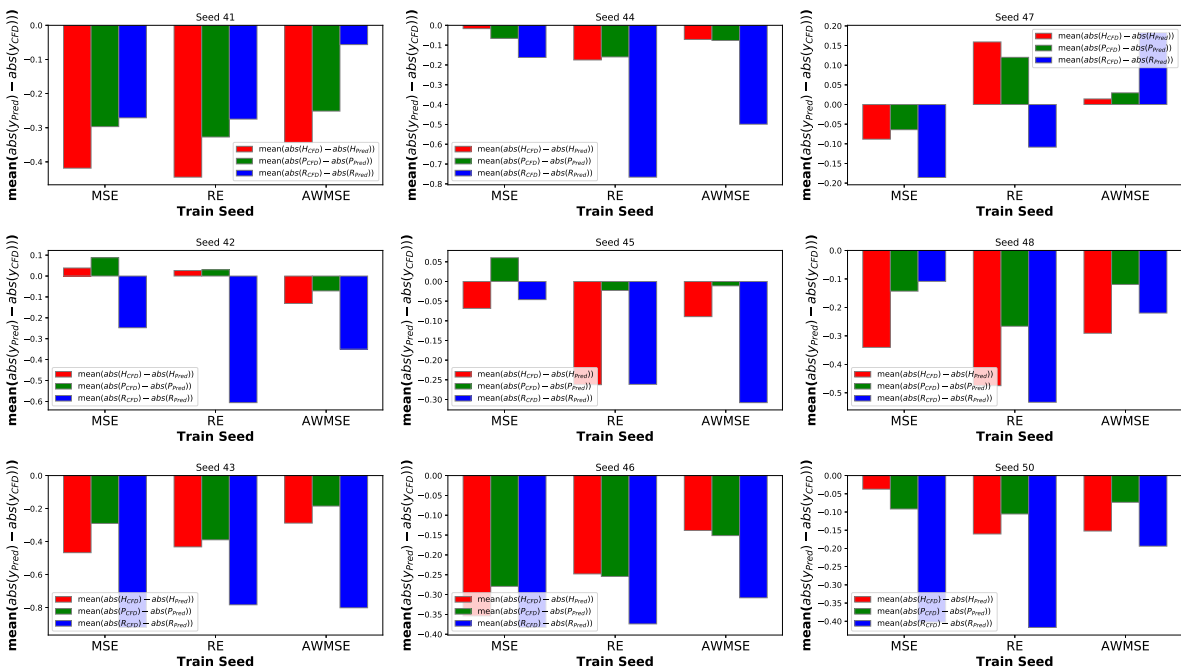 Seed 41
mean(abs(y_Pred) − abs(y_CFD)))
0.0
−0.1
−0.2
−0.3
−0.4
mean(abs(H_CFD) − abs(H_Pred))
mean(abs(P_CFD) − abs(P_Pred))
mean(abs(R_CFD) − abs(R_Pred))
MSE RE AWMSE
Train Seed
Seed 44
mean(abs(y_Pred) − abs(y_CFD)))
0.0
−0.1
−0.2
−0.3
−0.4
−0.5
−0.6
−0.7
−0.8
mean(abs(H_CFD) − abs(H_Pred))
mean(abs(P_CFD) − abs(P_Pred))
mean(abs(R_CFD) − abs(R_Pred))
MSE RE AWMSE
Train Seed
Seed 47
mean(abs(y_Pred) − abs(y_CFD)))
0.20
0.15
0.10
0.05
0.00
−0.05
−0.10
−0.15
−0.20
mean(abs(H_CFD) − abs(H_Pred))
mean(abs(P_CFD) − abs(P_Pred))
mean(abs(R_CFD) − abs(R_Pred))
MSE RE AWMSE
Train Seed
Seed 42
mean(abs(y_Pred) − abs(y_CFD)))
0.1
0.0
−0.1
−0.2
−0.3
−0.4
−0.5
−0.6
mean(abs(H_CFD) − abs(H_Pred))
mean(abs(P_CFD) − abs(P_Pred))
mean(abs(R_CFD) − abs(R_Pred))
MSE RE AWMSE
Train Seed
Seed 45
mean(abs(y_Pred) − abs(y_CFD)))
0.05
0.00
−0.05
−0.10
−0.15
−0.20
−0.25
−0.30
mean(abs(H_CFD) − abs(H_Pred))
mean(abs(P_CFD) − abs(P_Pred))
mean(abs(R_CFD) − abs(R_Pred))
MSE RE AWMSE
Train Seed
Seed 48
mean(abs(y_Pred) − abs(y_CFD)))
0.0
−0.1
−0.2
−0.3
−0.4
−0.5
mean(abs(H_CFD) − abs(H_Pred))
mean(abs(P_CFD) − abs(P_Pred))
mean(abs(R_CFD) − abs(R_Pred))
MSE RE AWMSE
Train Seed
Seed 43
mean(abs(y_Pred) − abs(y_CFD)))
0.0
−0.2
−0.4
−0.6
−0.8
mean(abs(H_CFD) − abs(H_Pred))
mean(abs(P_CFD) − abs(P_Pred))
mean(abs(R_CFD) − abs(R_Pred))
MSE RE AWMSE
Train Seed
Seed 46
mean(abs(y_Pred) − abs(y_CFD)))
0.00
−0.05
−0.10
−0.15
−0.20
−0.25
−0.30
−0.35
−0.40
mean(abs(H_CFD) − abs(H_Pred))
mean(abs(P_CFD) − abs(P_Pred))
mean(abs(R_CFD) − abs(R_Pred))
MSE RE AWMSE
Train Seed
Seed 50
mean(abs(y_Pred) − abs(y_CFD)))
0.00
−0.05
−0.10
−0.15
−0.20
−0.25
−0.30
−0.35
−0.40
mean(abs(H_CFD) − abs(H_Pred))
mean(abs(P_CFD) − abs(P_Pred))
mean(abs(R_CFD) − abs(R_Pred))
MSE RE AWMSE
Train Seed